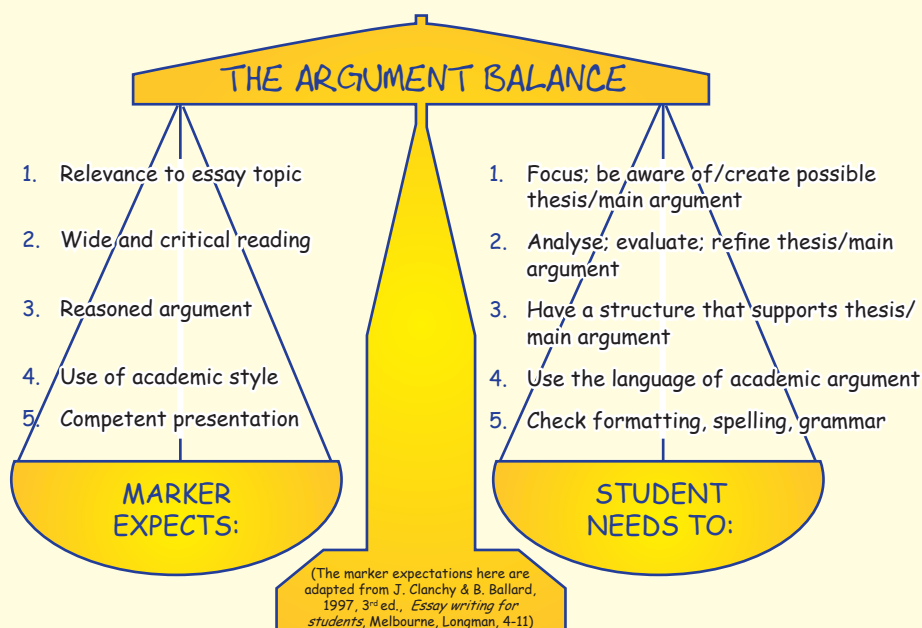 THE ARGUMENT BALANCE
1. Relevance to essay topic
2. Wide and critical reading
3. Reasoned argument
4. Use of academic style
5. Competent presentation
MARKER
EXPECTS:
1. Focus; be aware of/create possible
thesis/main argument
2. Analyse; evaluate; refine thesis/main
argument
3. Have a structure that supports thesis/
main argument
4. Use the language of academic argument
5. Check formatting, spelling, grammar
STUDENT
NEEDS TO:
(The marker expectations here are
adapted from J. Clanchy & B. Ballard,
1997, 3rd ed., Essay writing for
students, Melbourne, Longman, 4-11)